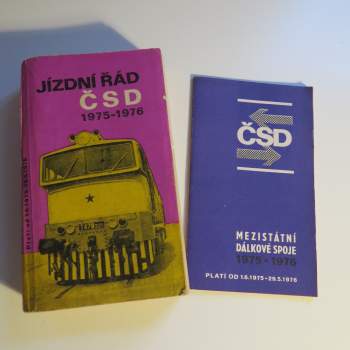 JÍZDNÍ ŘÁD
ČSD
1975-1976
ČSD
MEZISTÁTNÍ
DÁLKOVÉ SPOJE
1975 - 1976
PLATÍ OD 1.6.1975-29.5.1976